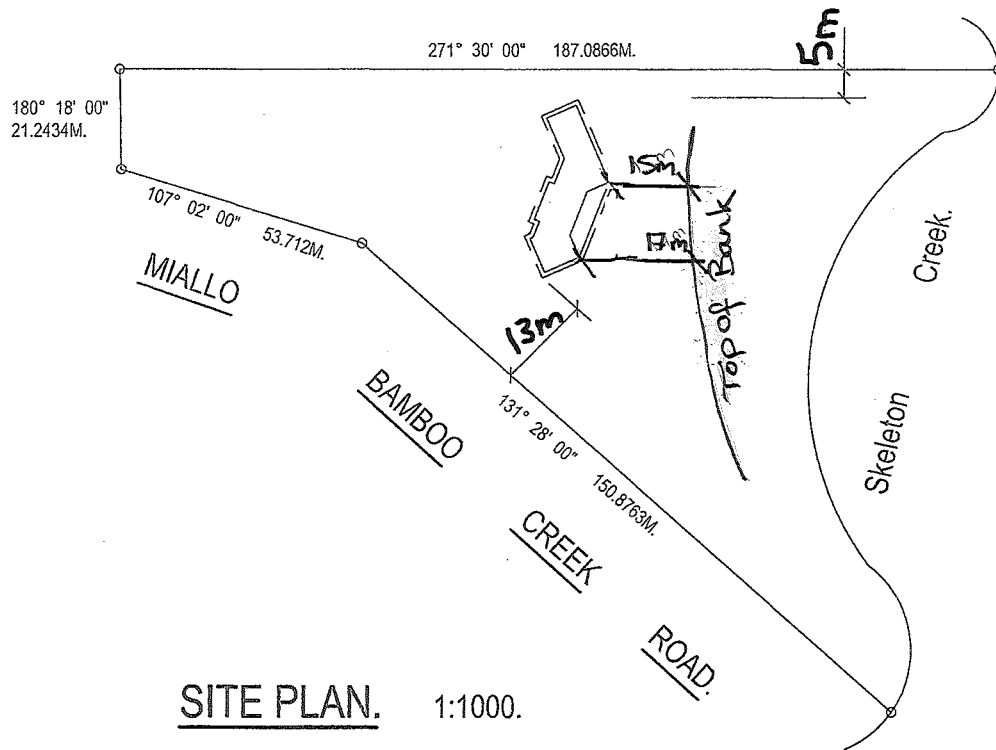 271° 30' 00" 187.0866M.
5m
180° 18' 00"
21.2434M.
107° 02' 00" 53.712M.
15m
17m
Top of Bank
13m
131° 28' 00" 150.8763M.
Skeleton Creek.
MIALLO BAMBOO CREEK ROAD.
SITE PLAN. 1:1000.